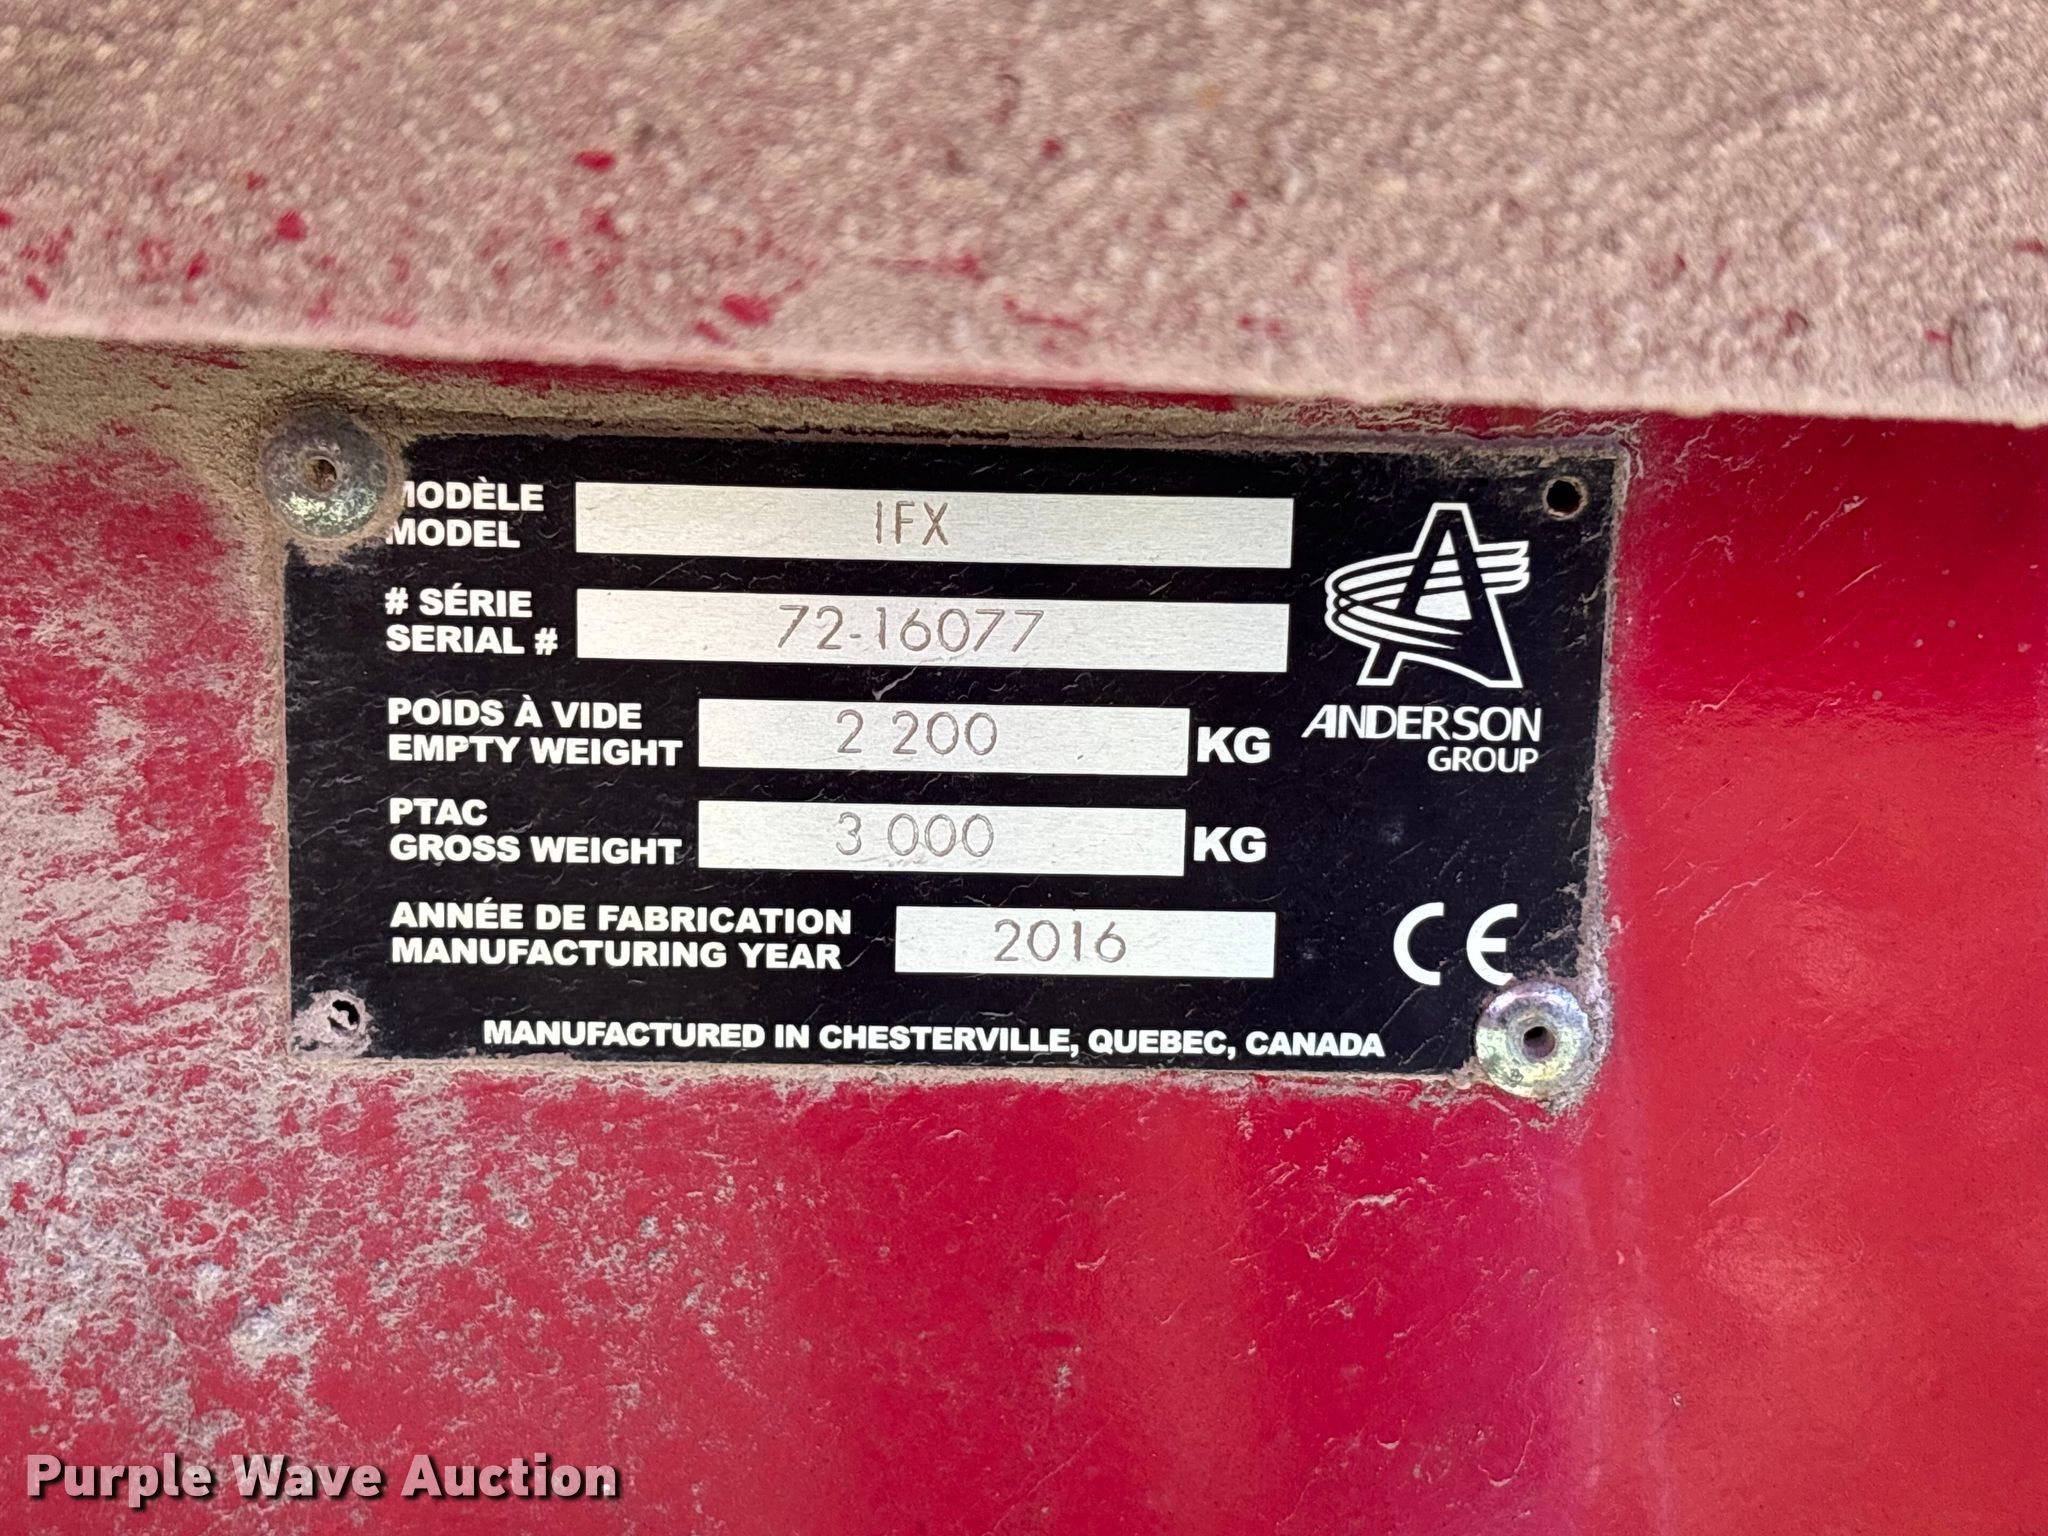 MODÈLE
MODEL
IFX
# SÉRIE
SERIAL #
72-16077
POIDS À VIDE
EMPTY WEIGHT
2 200
KG
PTAC
GROSS WEIGHT
3 000
KG
ANNÉE DE FABRICATION
MANUFACTURING YEAR
2016
ANDERSON
GROUP
CE
MANUFACTURED IN CHESTERVILLE, QUEBEC, CANADA
Purple Wave Auction